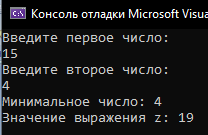 Консоль отладки Microsoft Visua
Введите первое число:
15
Введите второе число:
4
Минимальное число: 4
Значение выражения z: 19